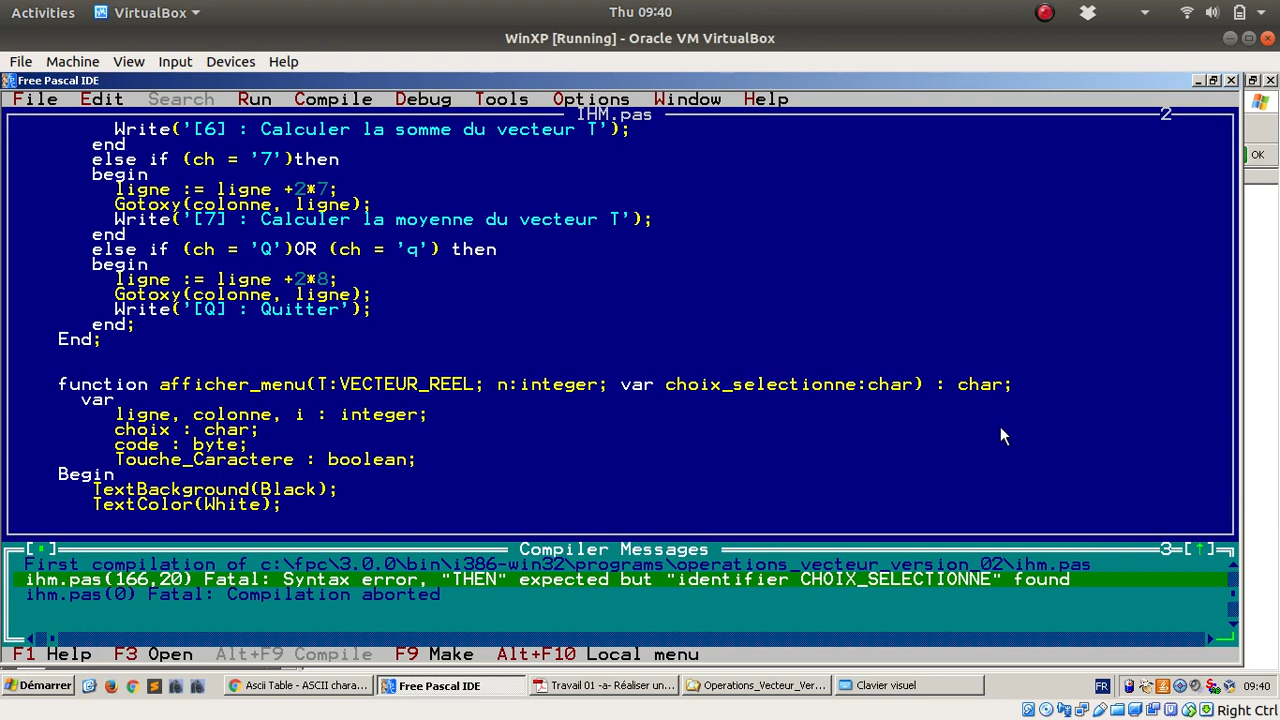 Activities VirtualBox Thu 09:40
WinXP [Running] - Oracle VM VirtualBox
File Machine View Input Devices Help
Free Pascal IDE
File Edit Search Run Compile Debug Tools Options Window Help
IHM.pas 2
Write('[6] : Calculer la somme du vecteur T');
end
else if (ch = '7')then
begin
ligne := ligne +2*7;
Gotoxy(colonne, ligne);
Write('[7] : Calculer la moyenne du vecteur T');
end
else if (ch = 'Q')OR (ch = 'q') then
begin
ligne := ligne +2*8;
Gotoxy(colonne, ligne);
Write('[Q] : Quitter');
end;
End;
function afficher_menu(T:VECTEUR_REEL; n:integer; var choix_selectionne:char) : char;
var
ligne, colonne, i : integer;
choix : char;
code : byte;
Touche_Caractere : boolean;
Begin
TextBackground(Black);
TextColor(White);
OK
Compiler Messages 3
First compilation of c:\fpc\3.0.0\bin\i386-win32\programs\operations_vecteur_version_02\ihm.pas
ihm.pas(166,20) Fatal: Syntax error, "THEN" expected but "identifier CHOIX_SELECTIONNE" found
ihm.pas(0) Fatal: Compilation aborted
F1 Help F3 Open Alt+F9 Compile F9 Make Alt+F10 Local menu
Démarrer Ascii Table - ASCII chara... Free Pascal IDE Travail 01 -a- Réaliser un... Operations_Vecteur_Ver... Clavier visuel FR 09:40
Right Ctrl